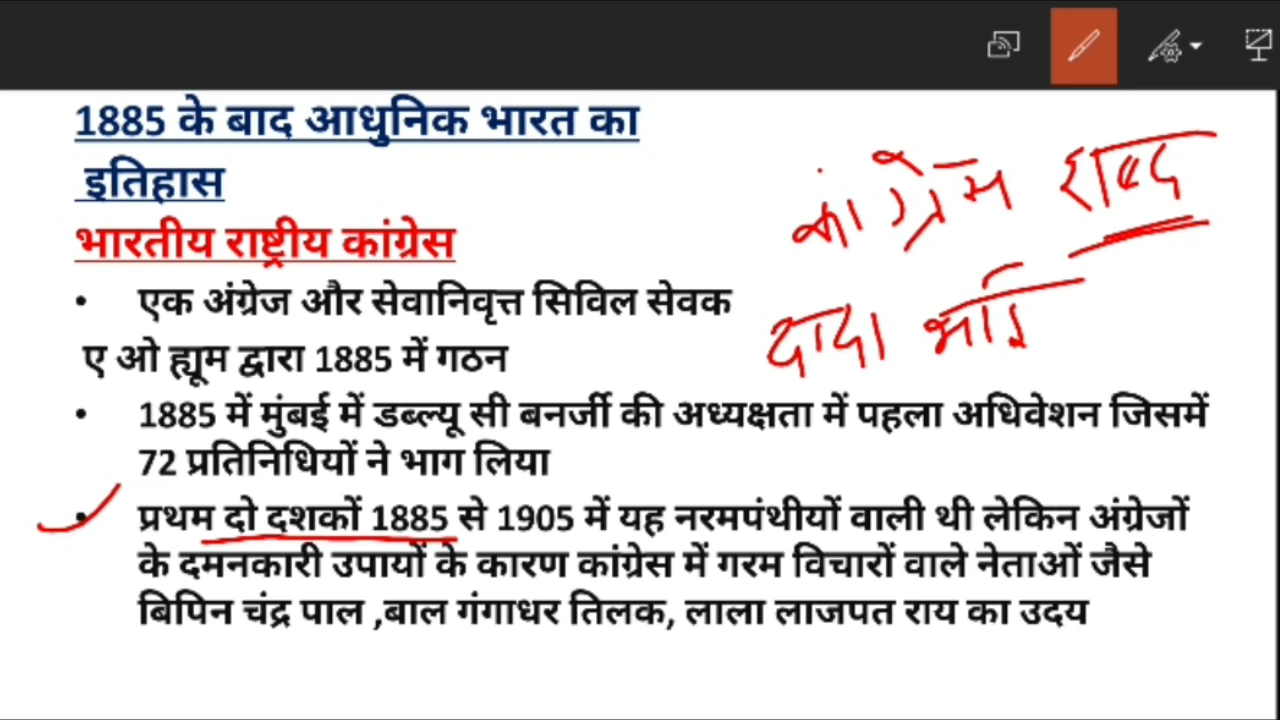 1885 के बाद आधुनिक भारत का
इतिहास
भारतीय राष्ट्रीय कांग्रेस
कांग्रेस शब्द
दादा भाई
• एक अंग्रेज और सेवानिवृत्त सिविल सेवक
ए ओ ह्यूम द्वारा 1885 में गठन
• 1885 में मुंबई में डब्ल्यू सी बनर्जी की अध्यक्षता में पहला अधिवेशन जिसमें
72 प्रतिनिधियों ने भाग लिया
• प्रथम दो दशकों 1885 से 1905 में यह नरमपंथीयों वाली थी लेकिन अंग्रेजों
के दमनकारी उपायों के कारण कांग्रेस में गरम विचारों वाले नेताओं जैसे
बिपिन चंद्र पाल ,बाल गंगाधर तिलक, लाला लाजपत राय का उदय